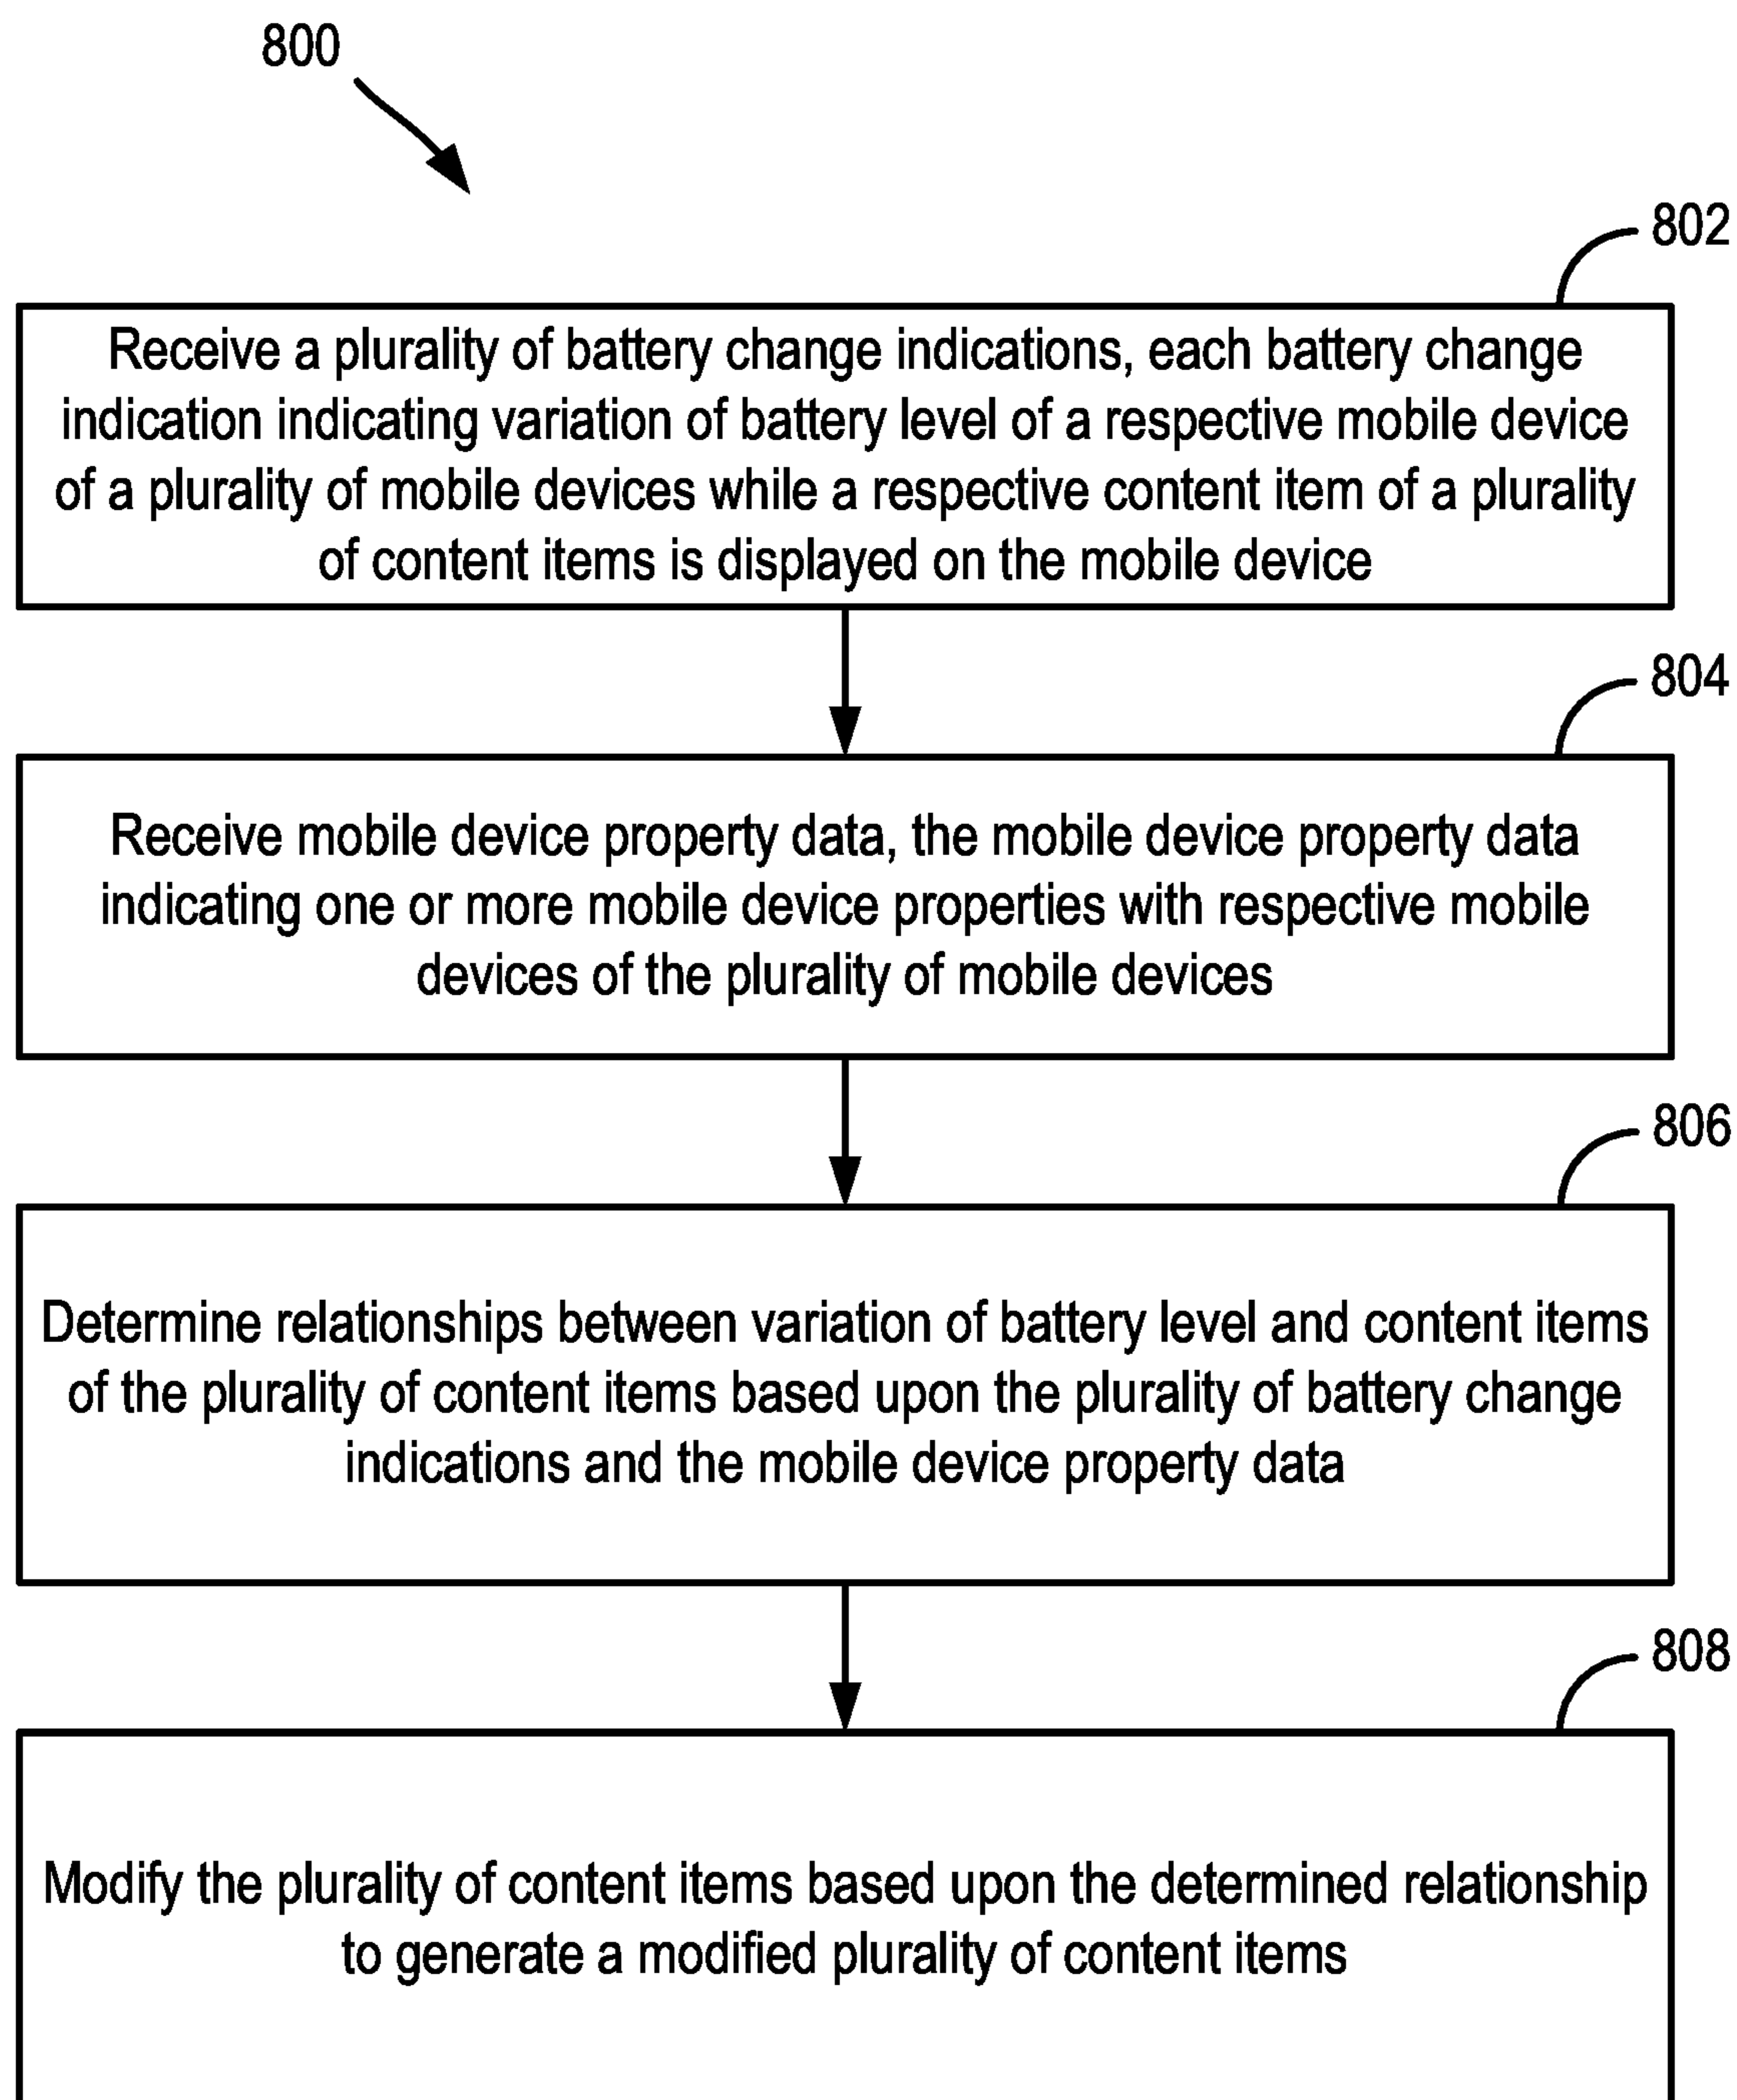 800
802
Receive a plurality of battery change indications, each battery change
indication indicating variation of battery level of a respective mobile device
of a plurality of mobile devices while a respective content item of a plurality
of content items is displayed on the mobile device
804
Receive mobile device property data, the mobile device property data
indicating one or more mobile device properties with respective mobile
devices of the plurality of mobile devices
806
Determine relationships between variation of battery level and content items
of the plurality of content items based upon the plurality of battery change
indications and the mobile device property data
808
Modify the plurality of content items based upon the determined relationship
to generate a modified plurality of content items